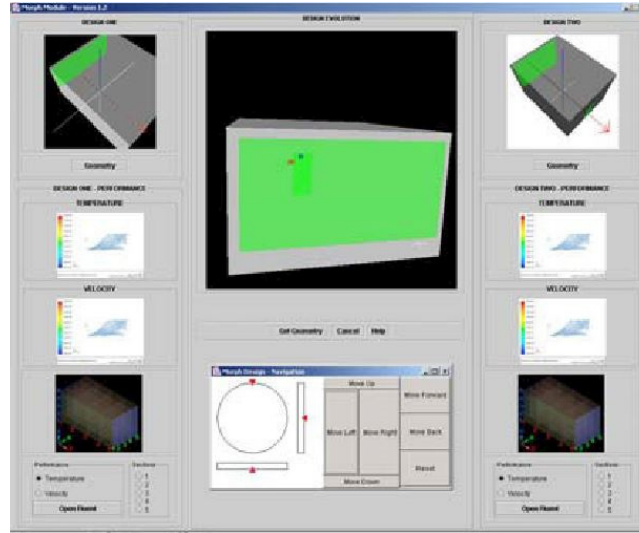 Morph Module - Version 1.2
DESIGN ONE
Geometry
DESIGN ONE - PERFORMANCE
TEMPERATURE
VELOCITY
Performance
Temperature
Velocity
Open Fluent
Sections
1
2
3
4
5
DESIGN EVOLUTION
Get Geometry Cancel Help
Morph Design - Navigation
Move Up
Move Left
Move Right
Move Down
Move Forward
Move Back
Reset
DESIGN TWO
Geometry
DESIGN TWO - PERFORMANCE
TEMPERATURE
VELOCITY
Performance
Temperature
Velocity
Open Fluent
Sections
1
2
3
4
5